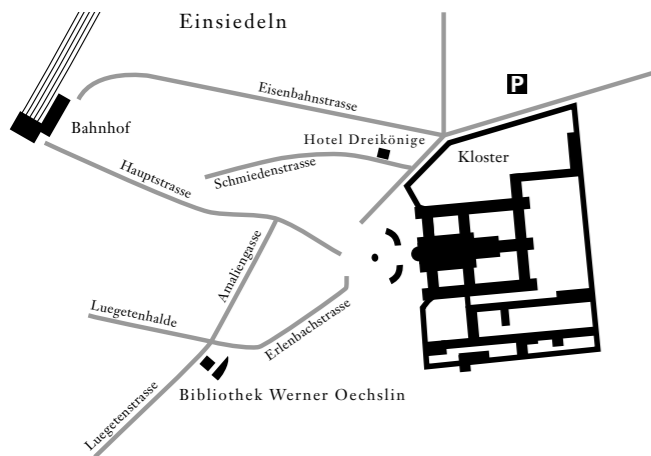 Einsiedeln
P
Eisenbahnstrasse
Bahnhof
Hotel Dreikönige
Kloster
Hauptstrasse
Schmiedenstrasse
Amaliengasse
Luegetenhalde
Erlenbachstrasse
Bibliothek Werner Oechslin
Luegetenstrasse